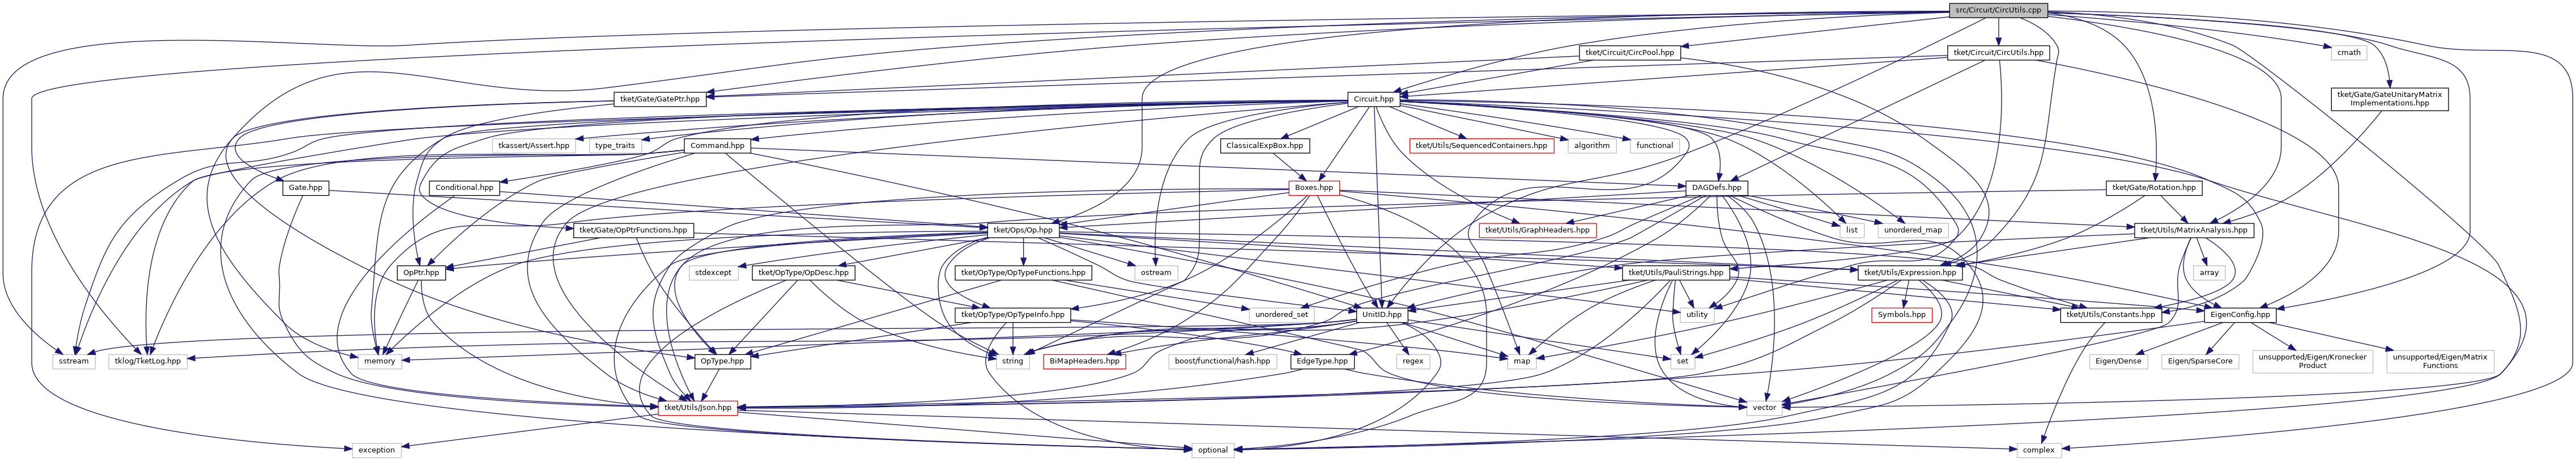 src/Circuit/CircUtils.cpp
tket/Circuit/CircPool.hpp
tket/Circuit/CircUtils.hpp
cmath
tket/Gate/GatePtr.hpp
Circuit.hpp
tket/Gate/GateUnitaryMatrix
Implementations.hpp
tkassert/Assert.hpp
type_traits
Command.hpp
ClassicalExpBox.hpp
tket/Utils/SequencedContainers.hpp
algorithm
functional
Gate.hpp
Conditional.hpp
Boxes.hpp
DAGDefs.hpp
tket/Gate/Rotation.hpp
tket/Gate/OpPtrFunctions.hpp
tket/Ops/Op.hpp
tket/Utils/GraphHeaders.hpp
list
unordered_map
tket/Utils/MatrixAnalysis.hpp
OpPtr.hpp
stdexcept
tket/OpType/OpDesc.hpp
tket/OpType/OpTypeFunctions.hpp
ostream
tket/Utils/PauliStrings.hpp
tket/Utils/Expression.hpp
array
tket/OpType/OpTypeInfo.hpp
unordered_set
UnitID.hpp
utility
Symbols.hpp
tket/Utils/Constants.hpp
EigenConfig.hpp
sstream
tklog/TketLog.hpp
memory
OpType.hpp
string
BiMapHeaders.hpp
boost/functional/hash.hpp
EdgeType.hpp
regex
map
set
Eigen/Dense
Eigen/SparseCore
unsupported/Eigen/Kronecker
Product
unsupported/Eigen/Matrix
Functions
tket/Utils/Json.hpp
vector
exception
optional
complex